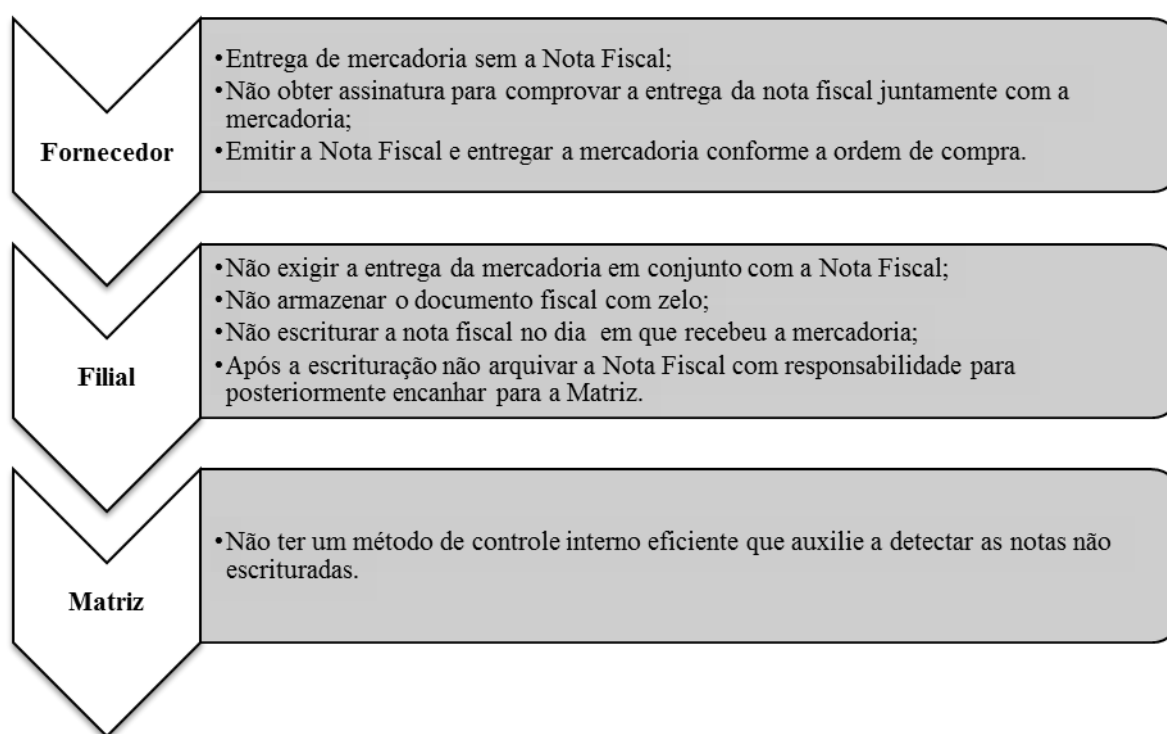 Fornecedor
•Entrega de mercadoria sem a Nota Fiscal;
•Não obter assinatura para comprovar a entrega da nota fiscal juntamente com a
mercadoria;
•Emitir a Nota Fiscal e entregar a mercadoria conforme a ordem de compra.
Filial
•Não exigir a entrega da mercadoria em conjunto com a Nota Fiscal;
•Não armazenar o documento fiscal com zelo;
•Não escriturar a nota fiscal no dia em que recebeu a mercadoria;
•Após a escrituração não arquivar a Nota Fiscal com responsabilidade para
posteriormente encanhar para a Matriz.
Matriz
•Não ter um método de controle interno eficiente que auxilie a detectar as notas não
escrituradas.